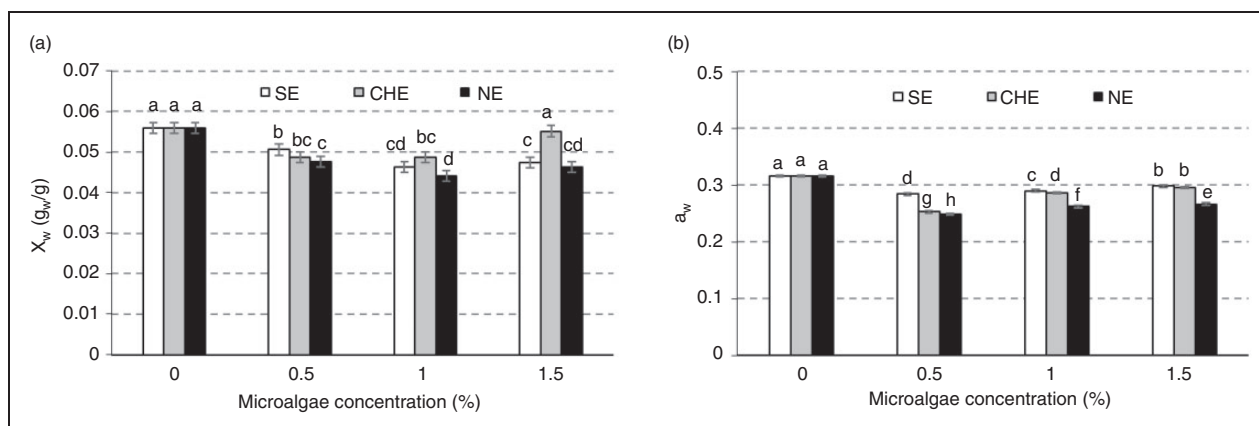 (a)
0.07
0.06
0.05
0.04
0.03
0.02
0.01
0
X_w (g_w/g)
SE CHE NE
a a a
b bc c
cd bc d
c a cd
0 0.5 1 1.5
Microalgae concentration (%)
(b)
0.5
0.4
0.3
0.2
0.1
0
a_w
SE CHE NE
a a a
d g h
c d f
b b e
0 0.5 1 1.5
Microalgae concentration (%)